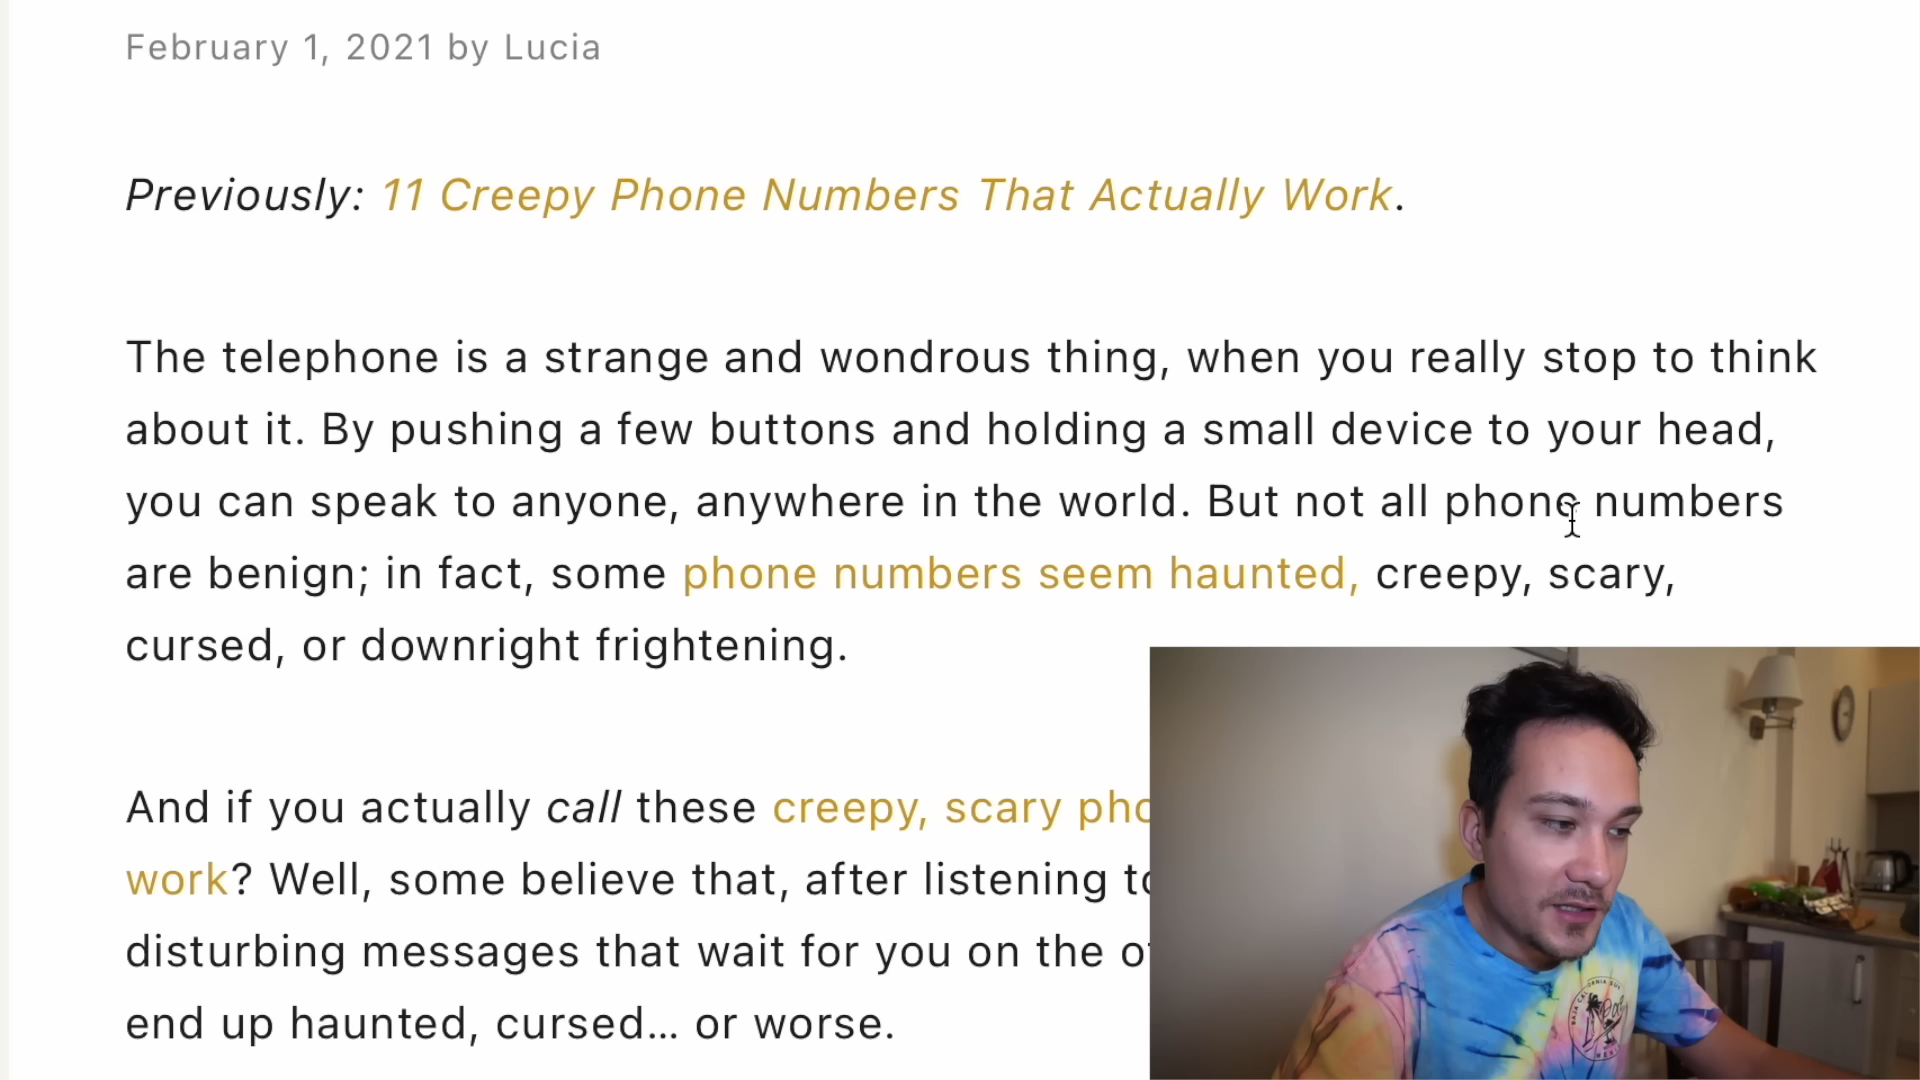 February 1, 2021 by Lucia
Previously: 11 Creepy Phone Numbers That Actually Work.
The telephone is a strange and wondrous thing, when you really stop to think
about it. By pushing a few buttons and holding a small device to your head,
you can speak to anyone, anywhere in the world. But not all phone numbers
are benign; in fact, some phone numbers seem haunted, creepy, scary,
cursed, or downright frightening.
And if you actually call these creepy, scary pho
work? Well, some believe that, after listening to
disturbing messages that wait for you on the o
end up haunted, cursed... or worse.